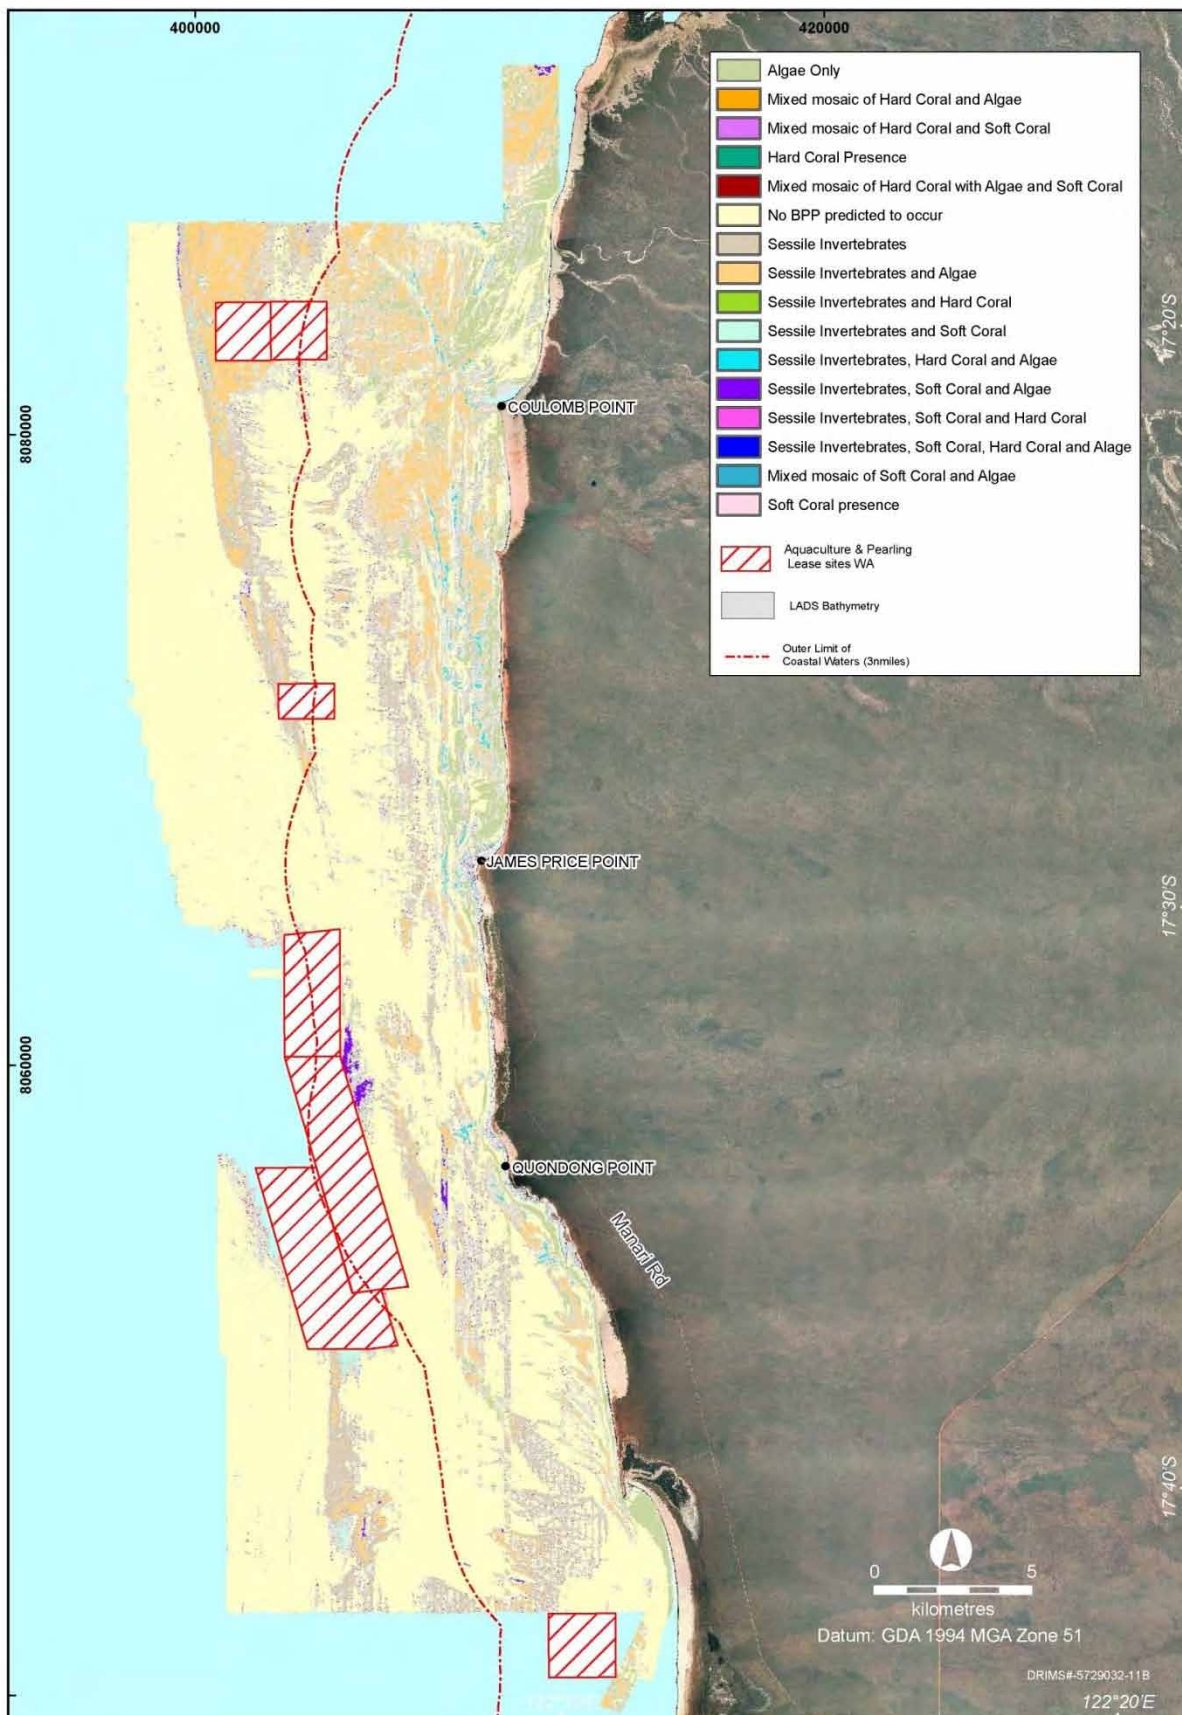 400000
420000
Algae Only
Mixed mosaic of Hard Coral and Algae
Mixed mosaic of Hard Coral and Soft Coral
Hard Coral Presence
Mixed mosaic of Hard Coral with Algae and Soft Coral
No BPP predicted to occur
Sessile Invertebrates
Sessile Invertebrates and Algae
Sessile Invertebrates and Hard Coral
Sessile Invertebrates and Soft Coral
Sessile Invertebrates, Hard Coral and Algae
Sessile Invertebrates, Soft Coral and Algae
Sessile Invertebrates, Soft Coral and Hard Coral
Sessile Invertebrates, Soft Coral, Hard Coral and Alage
Mixed mosaic of Soft Coral and Algae
Soft Coral presence
Aquaculture & Pearling
Lease sites WA
LADS Bathymetry
Outer Limit of
Coastal Waters (3nmiles)
17°20'S
COULOMB POINT
8080000
JAMES PRICE POINT
17°30'S
8060000
QUONDONG POINT
Manari Rd
17°40'S
0 5
kilometres
Datum: GDA 1994 MGA Zone 51
DRIMS#-5729032-11B
122°20'E